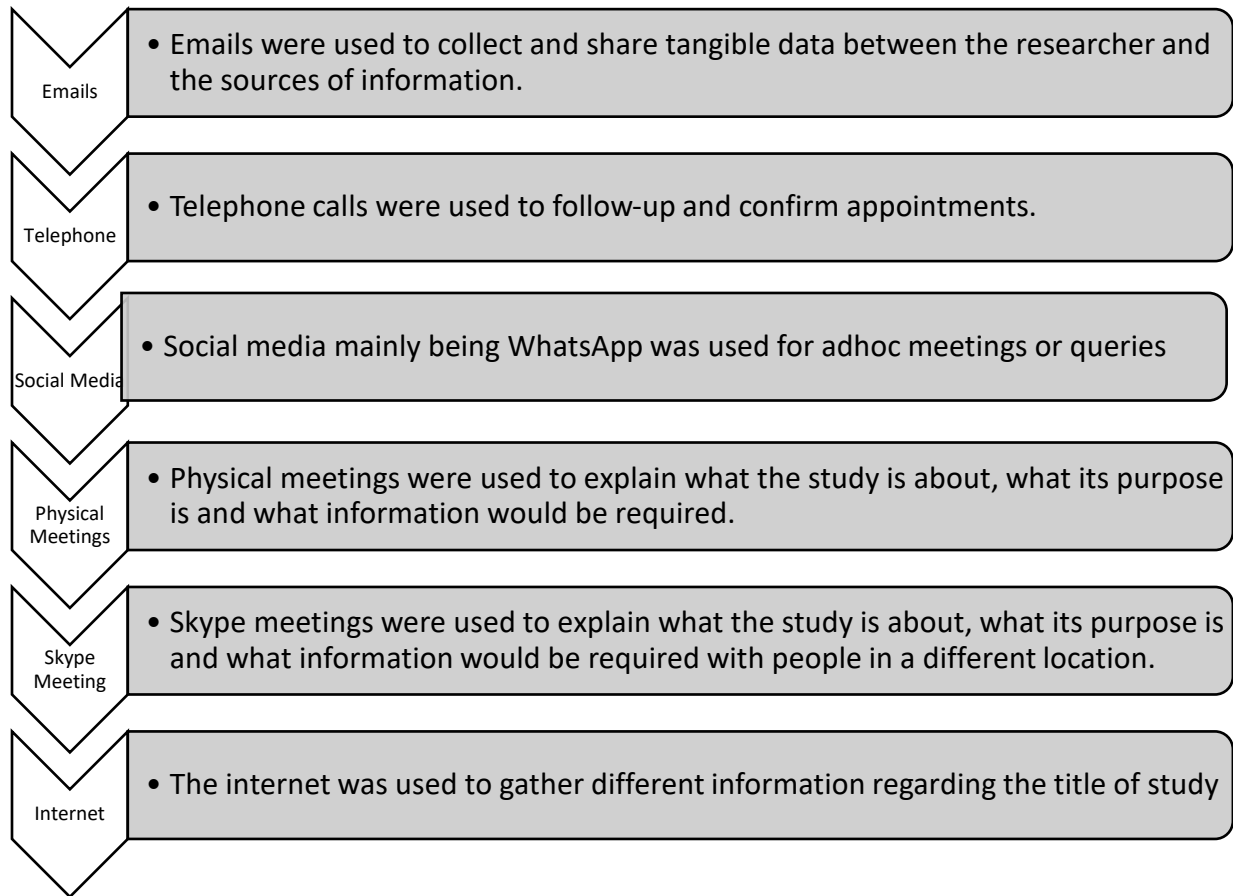 Emails
• Emails were used to collect and share tangible data between the researcher and
the sources of information.
Telephone
• Telephone calls were used to follow-up and confirm appointments.
Social Media
• Social media mainly being WhatsApp was used for adhoc meetings or queries
Physical
Meetings
• Physical meetings were used to explain what the study is about, what its purpose
is and what information would be required.
Skype
Meeting
• Skype meetings were used to explain what the study is about, what its purpose is
and what information would be required with people in a different location.
Internet
• The internet was used to gather different information regarding the title of study